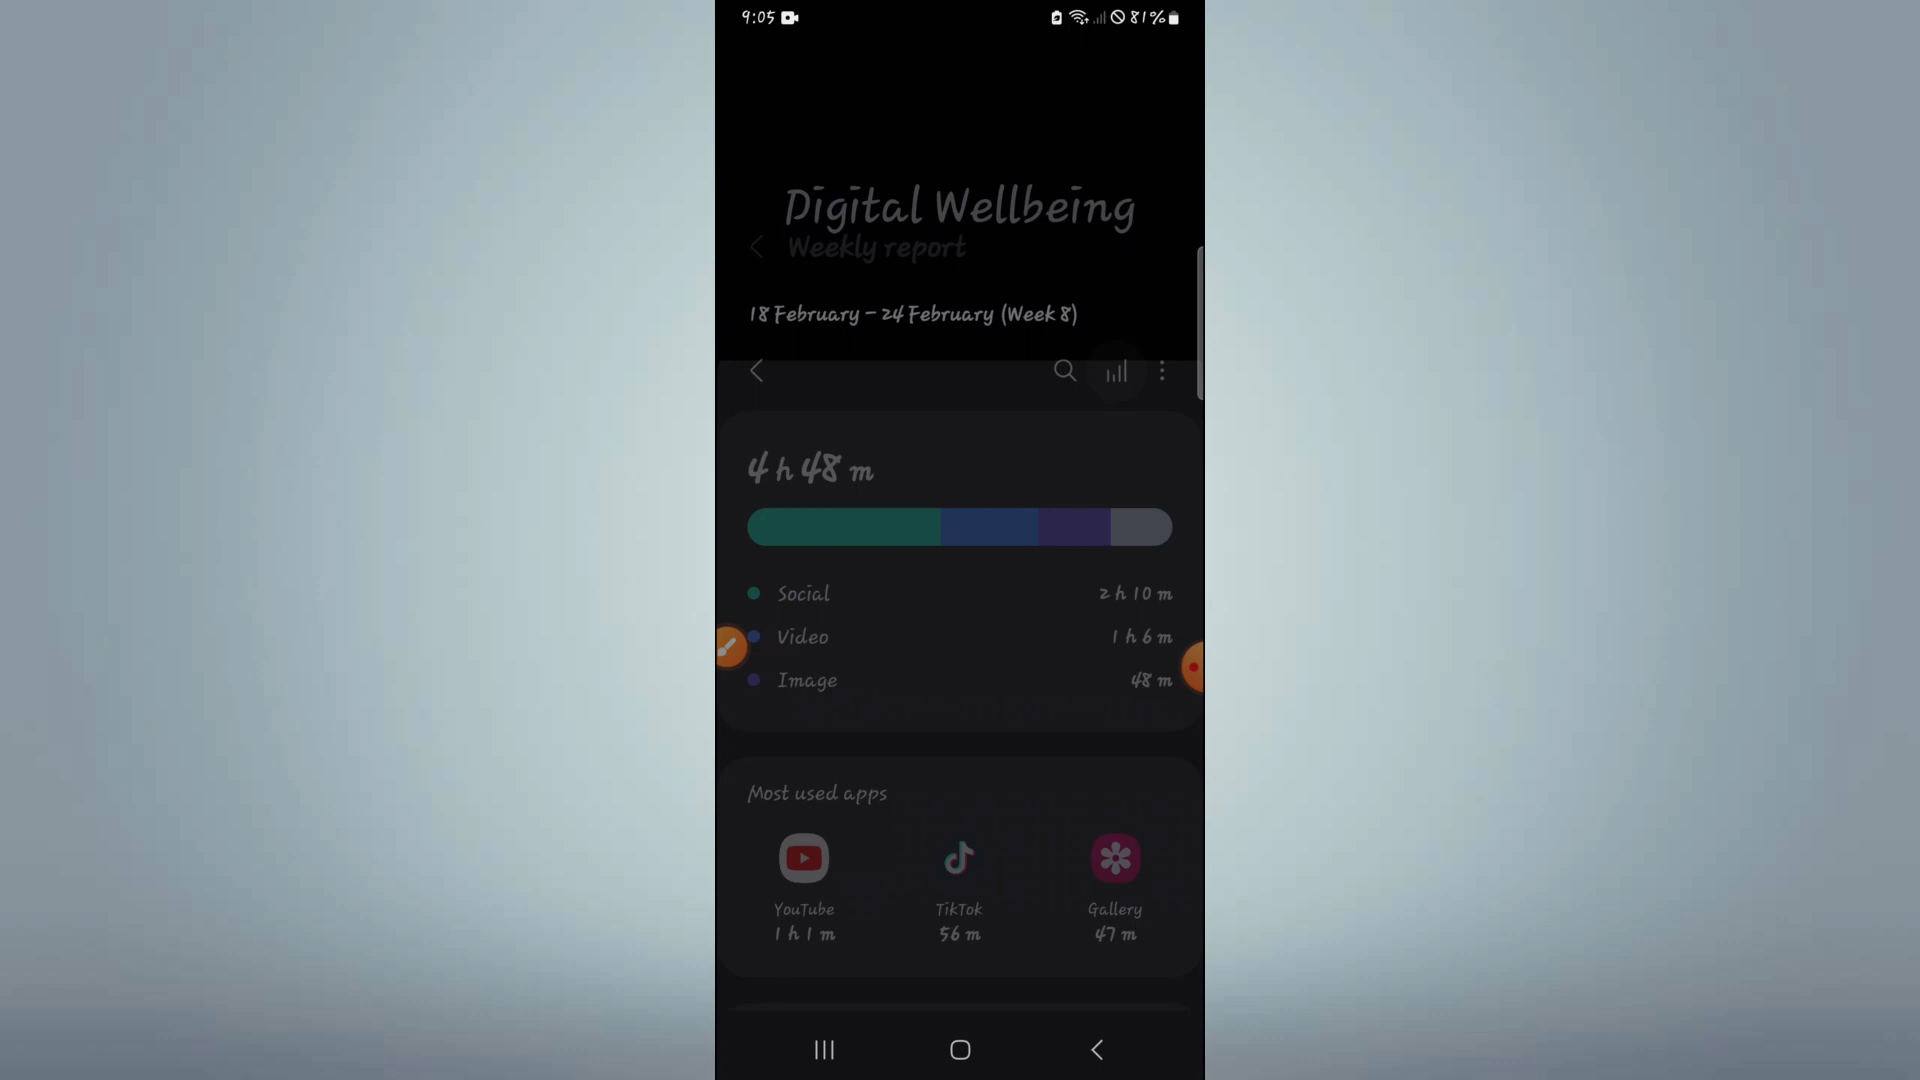 9:05
81%
Digital Wellbeing
Weekly report
18 February – 24 February (Week 8)
4 h 48 m
Social 2 h 10 m
Video 1 h 6 m
Image 48 m
Most used apps
YouTube TikTok Gallery
1 h 1 m 56 m 47 m